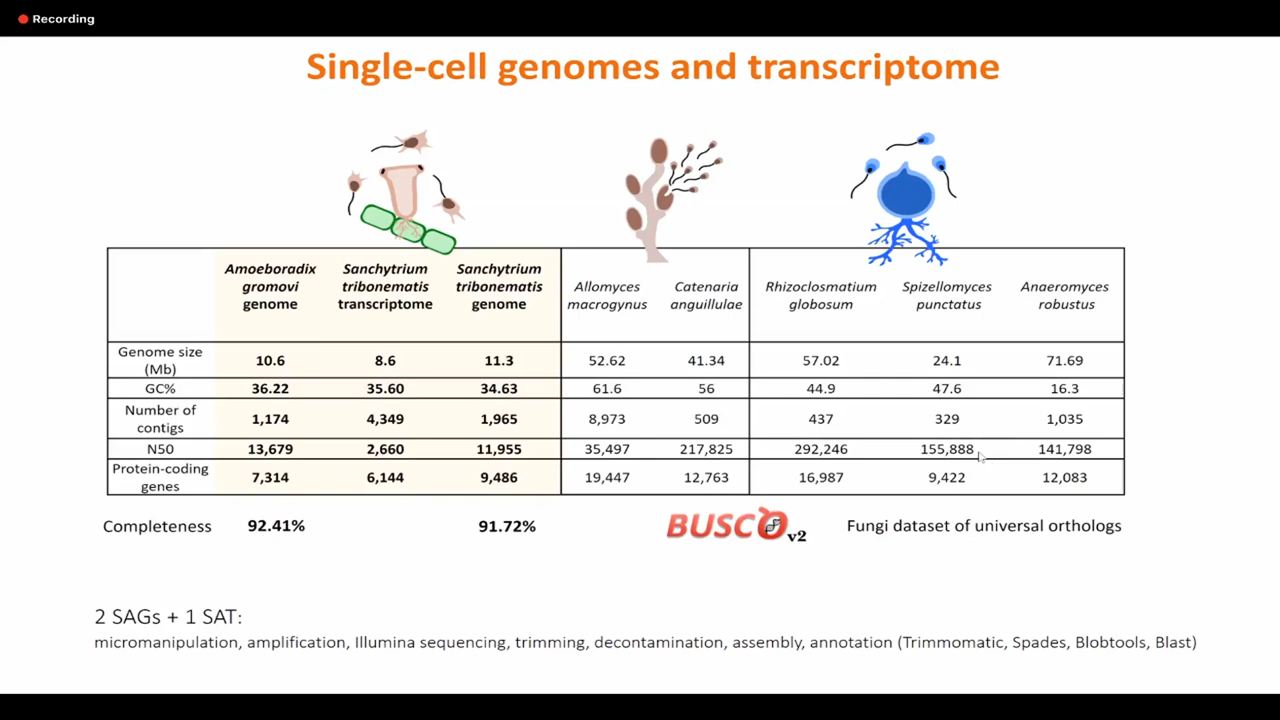 Recording
Single-cell genomes and transcriptome
Amoeboradix gromovi genome
Sanchytrium tribonematis transcriptome
Sanchytrium tribonematis genome
Allomyces macrogynus
Catenaria anguillulae
Rhizoclosmatium globosum
Spizellomyces punctatus
Anaeromyces robustus
Genome size (Mb) 10.6 8.6 11.3 52.62 41.34 57.02 24.1 71.69
GC% 36.22 35.60 34.63 61.6 56 44.9 47.6 16.3
Number of contigs 1,174 4,349 1,965 8,973 509 437 329 1,035
N50 13,679 2,660 11,955 35,497 217,825 292,246 155,888 141,798
Protein-coding genes 7,314 6,144 9,486 19,447 12,763 16,987 9,422 12,083
Completeness 92.41% 91.72% BUSCO v2 Fungi dataset of universal orthologs
2 SAGs + 1 SAT:
micromanipulation, amplification, Illumina sequencing, trimming, decontamination, assembly, annotation (Trimmomatic, Spades, Blobtools, Blast)